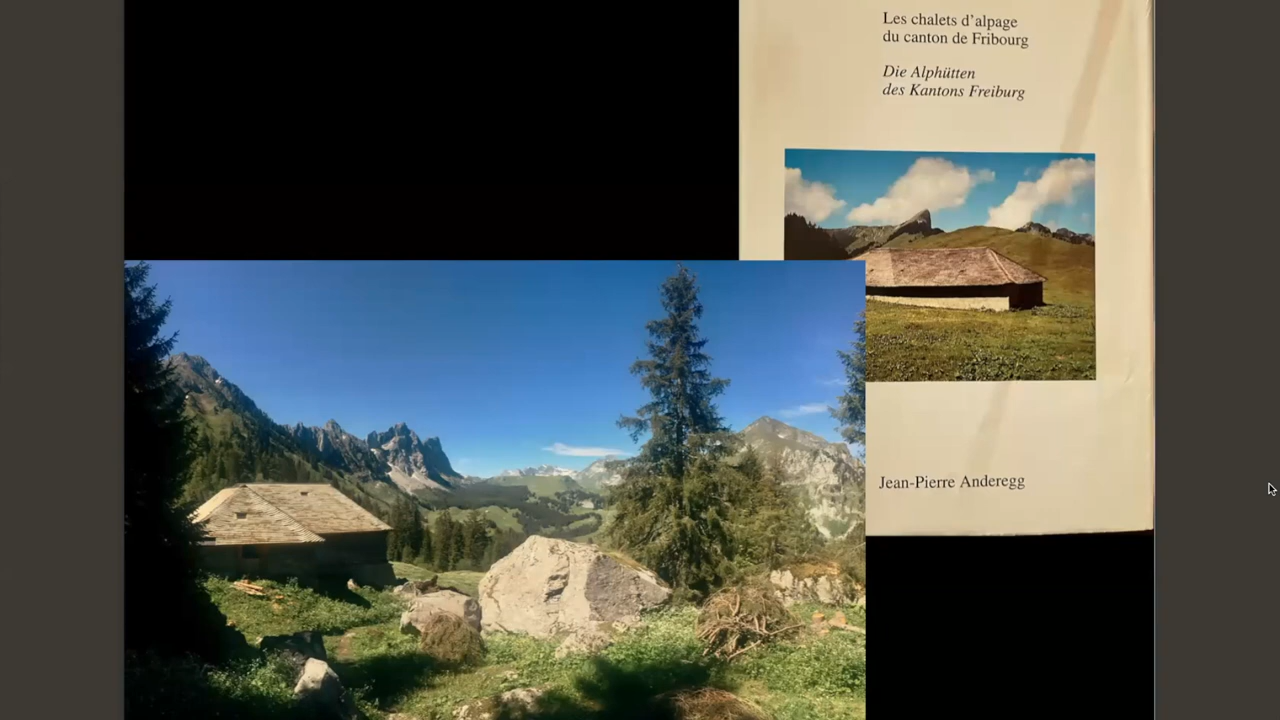 Les chalets d’alpage
du canton de Fribourg
Die Alphütten
des Kantons Freiburg
Jean-Pierre Anderegg